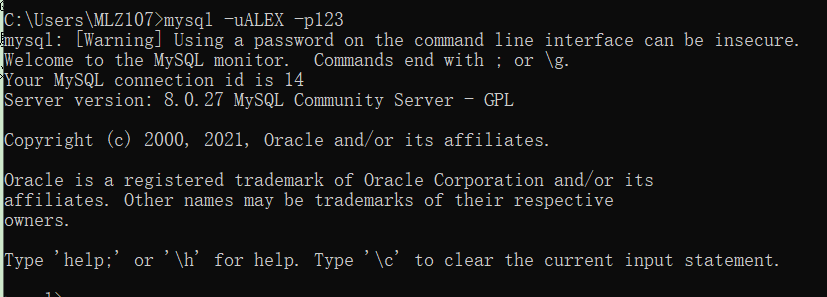 C:\Users\MLZ107>mysql -uALEX -p123
mysql: [Warning] Using a password on the command line interface can be insecure.
Welcome to the MySQL monitor.  Commands end with ; or \g.
Your MySQL connection id is 14
Server version: 8.0.27 MySQL Community Server - GPL
Copyright (c) 2000, 2021, Oracle and/or its affiliates.
Oracle is a registered trademark of Oracle Corporation and/or its
affiliates. Other names may be trademarks of their respective
owners.
Type 'help;' or '\h' for help. Type '\c' to clear the current input statement.